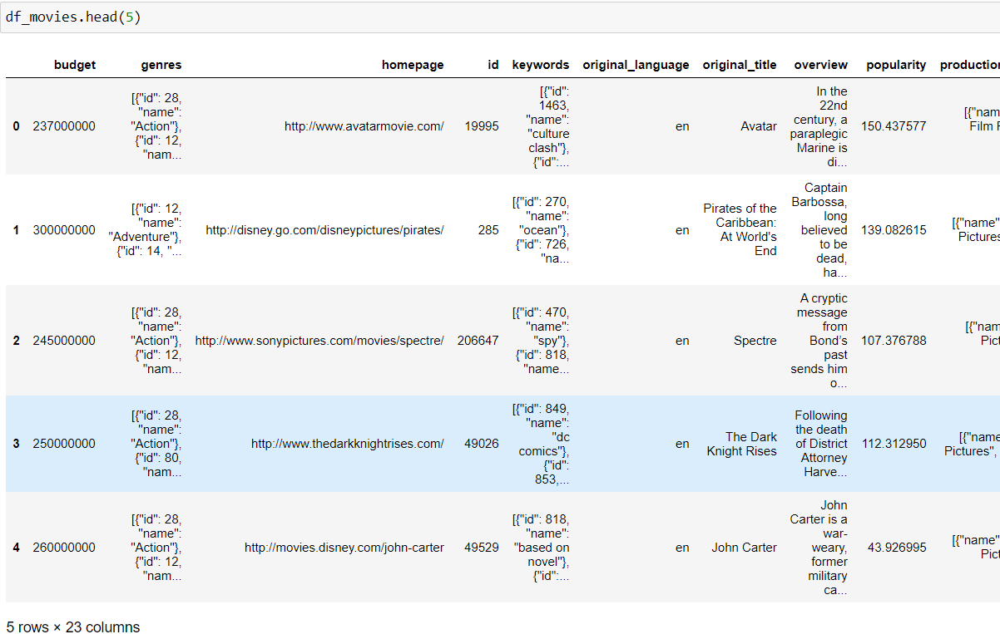 df_movies.head(5)
budget genres homepage id keywords original_language original_title overview popularity production
0 237000000 [{"id": 28, "name": "Action"}, {"id": 12, "nam... http://www.avatarmovie.com/ 19995 [{"id": 1463, "name": "culture clash"}, {"id":... en Avatar In the 22nd century, a paraplegic Marine is di... 150.437577 [{"nam Film F
1 300000000 [{"id": 12, "name": "Adventure"}, {"id": 14, "... http://disney.go.com/disneypictures/pirates/ 285 [{"id": 270, "name": "ocean"}, {"id": 726, "na... en Pirates of the Caribbean: At World's End Captain Barbossa, long believed to be dead, ha... 139.082615 [{"name" Pictures
2 245000000 [{"id": 28, "name": "Action"}, {"id": 12, "nam... http://www.sonypictures.com/movies/spectre/ 206647 [{"id": 470, "name": "spy"}, {"id": 818, "name... en Spectre A cryptic message from Bond’s past sends him o... 107.376788 [{"nam Pict
3 250000000 [{"id": 28, "name": "Action"}, {"id": 80, "nam... http://www.thedarkknightrises.com/ 49026 [{"id": 849, "name": "dc comics"}, {"id": 853,... en The Dark Knight Rises Following the death of District Attorney Harve... 112.312950 [{"name Pictures",
4 260000000 [{"id": 28, "name": "Action"}, {"id": 12, "nam... http://movies.disney.com/john-carter 49529 [{"id": 818, "name": "based on novel"}, {"id":... en John Carter John Carter is a war-weary, former military ca... 43.926995 [{"name" Pict
5 rows × 23 columns